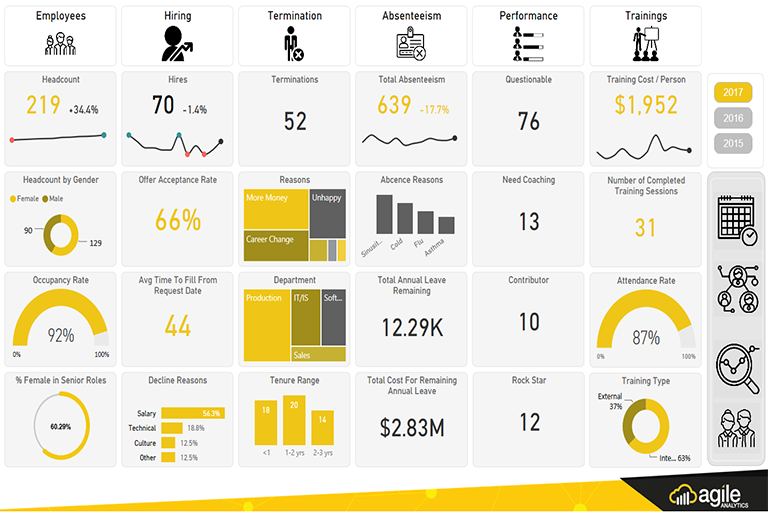 Employees
Hiring
Termination
Absenteeism
Performance
Trainings
Headcount
219 +34.4%
Hires
70 -1.4%
Terminations
52
Total Absenteeism
639 -17.7%
Questionable
76
Training Cost / Person
$1,952
2017
2016
2015
Headcount by Gender
Female Male
90
129
Offer Acceptance Rate
66%
Reasons
More Money
Unhappy
Career Change
Abcence Reasons
Sinusit...
Cold
Flu
Asthma
Need Coaching
13
Number of Completed
Training Sessions
31
Occupancy Rate
92%
0%
100%
Avg Time To Fill From
Request Date
44
Department
Production
IT/IS
Soft...
Sales
Total Annual Leave
Remaining
12.29K
Contributor
10
Attendance Rate
87%
0%
100%
% Female in Senior Roles
60.29%
Decline Reasons
Salary 56.3%
Technical 18.8%
Culture 12.5%
Other 12.5%
Tenure Range
18
20
14
<1
1-2 yrs
2-3 yrs
Total Cost For Remaining
Annual Leave
$2.83M
Rock Star
12
Training Type
External
37%
Inte... 63%
agile
ANALYTICS